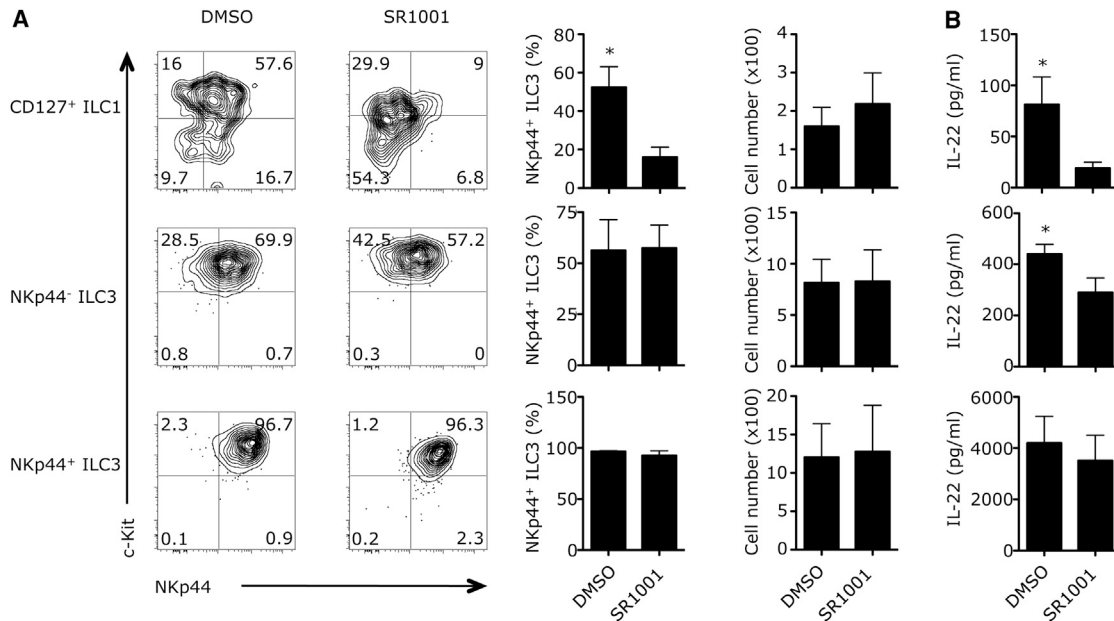 A
B
DMSO
SR1001
CD127+ ILC1
16
57.6
9.7
16.7
29.9
9
54.3
6.8
NKp44+ ILC3 (%)
80
60
40
20
0
*
Cell number (x100)
4
3
2
1
0
IL-22 (pg/ml)
150
100
50
0
*
NKp44- ILC3
28.5
69.9
0.8
0.7
42.5
57.2
0.3
0
NKp44+ ILC3 (%)
75
50
25
0
Cell number (x100)
15
10
5
0
IL-22 (pg/ml)
600
400
200
0
*
NKp44+ ILC3
2.3
96.7
0.1
0.9
1.2
96.3
0.2
2.3
NKp44+ ILC3 (%)
150
100
50
0
Cell number (x100)
20
15
10
5
0
IL-22 (pg/ml)
6000
4000
2000
0
c-Kit
NKp44
DMSO
SR1001
DMSO
SR1001
DMSO
SR1001